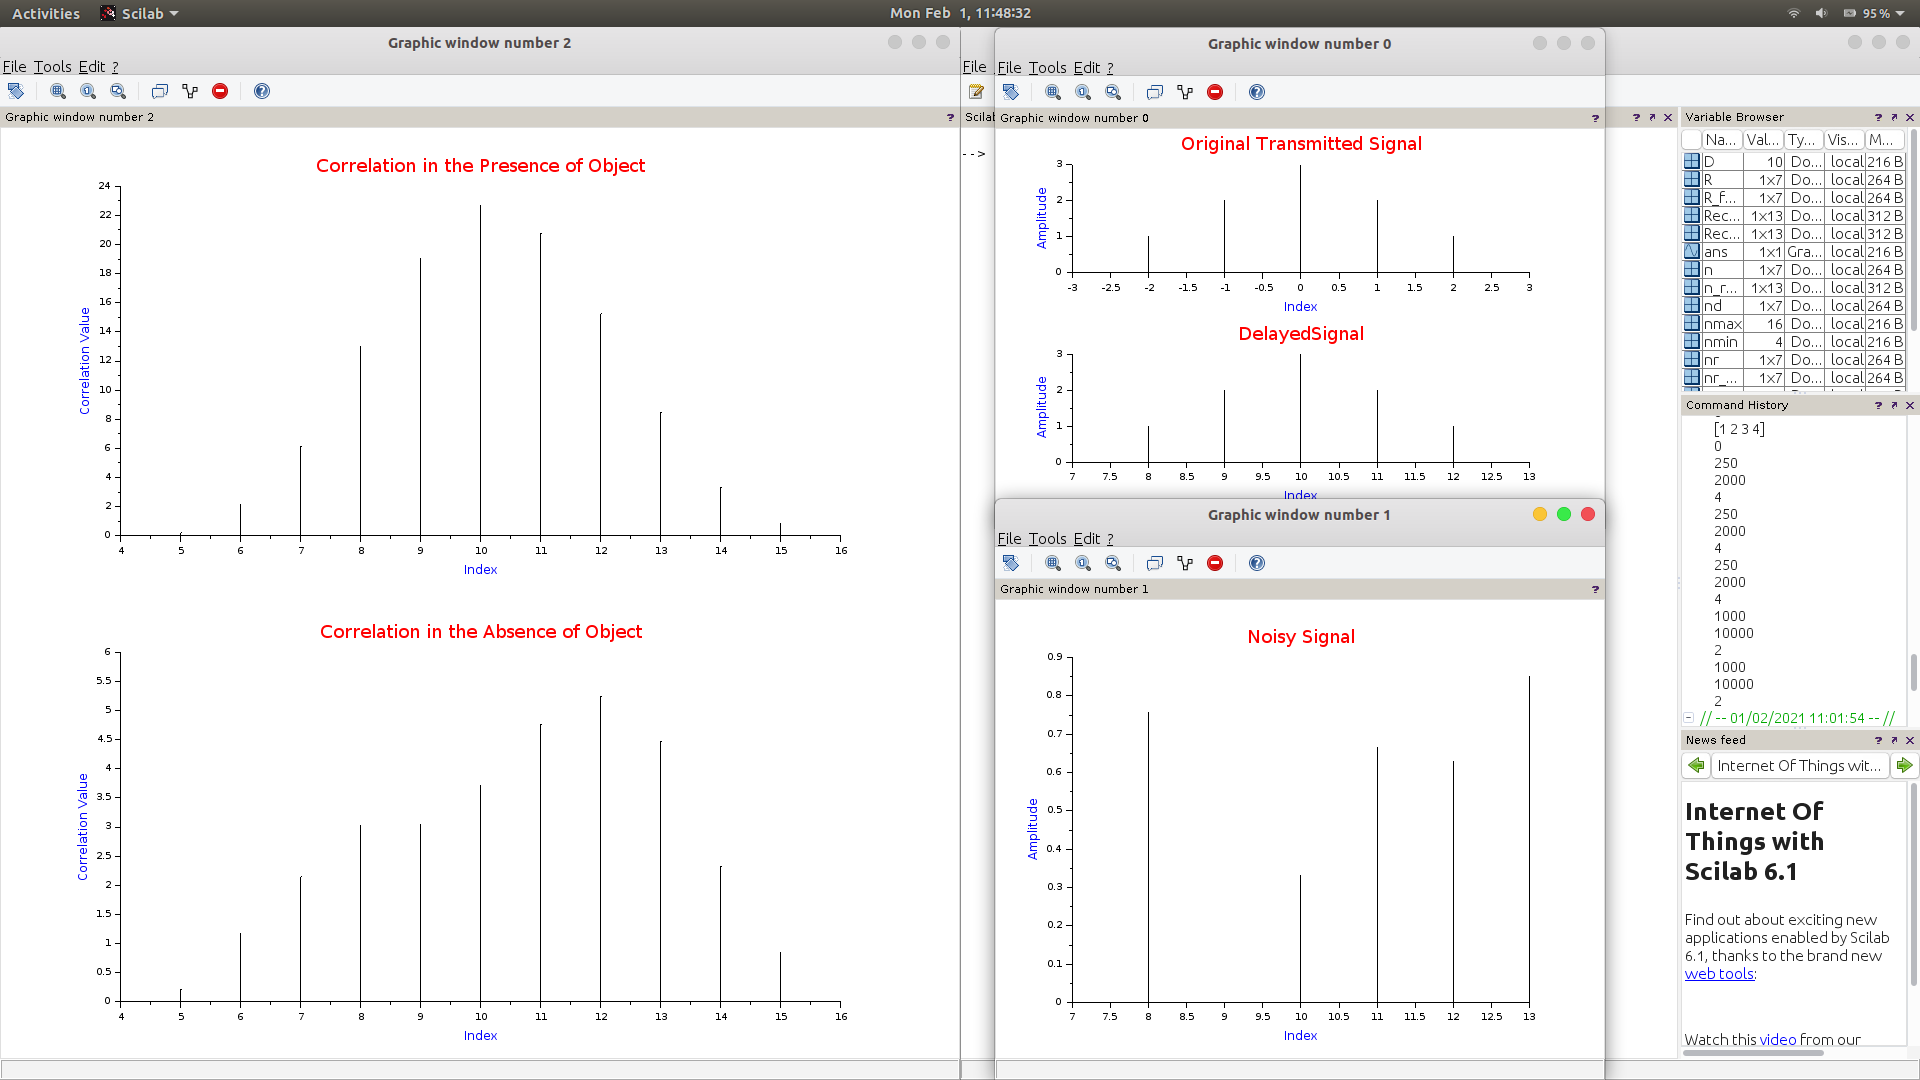 Activities Scilab Mon Feb 1, 11:48:32 95%
Graphic window number 2
File Tools Edit ?
Graphic window number 2 ?
Correlation in the Presence of Object
Correlation Value
24
22
20
18
16
14
12
10
8
6
4
2
0
4 5 6 7 8 9 10 11 12 13 14 15 16
Index
Correlation in the Absence of Object
Correlation Value
6
5.5
5
4.5
4
3.5
3
2.5
2
1.5
1
0.5
0
4 5 6 7 8 9 10 11 12 13 14 15 16
Index
File
-->
Graphic window number 0
File Tools Edit ?
Graphic window number 0 ?
Original Transmitted Signal
Amplitude
3
2
1
0
-3 -2.5 -2 -1.5 -1 -0.5 0 0.5 1 1.5 2 2.5 3
Index
DelayedSignal
Amplitude
3
2
1
0
7 7.5 8 8.5 9 9.5 10 10.5 11 11.5 12 12.5 13
Index
Graphic window number 1
File Tools Edit ?
Graphic window number 1 ?
Noisy Signal
Amplitude
0.9
0.8
0.7
0.6
0.5
0.4
0.3
0.2
0.1
0
7 7.5 8 8.5 9 9.5 10 10.5 11 11.5 12 12.5 13
Index
Variable Browser ?
Na... Val... Ty... Vis... M...
D 10 Do... local 216 B
R 1x7 Do... local 264 B
R_f... 1x7 Do... local 264 B
Rec... 1x13 Do... local 312 B
Rec... 1x13 Do... local 312 B
ans 1x1 Gra... local 216 B
n 1x7 Do... local 264 B
n_r... 1x13 Do... local 312 B
nd 1x7 Do... local 264 B
nmax 16 Do... local 216 B
nmin 4 Do... local 216 B
nr 1x7 Do... local 264 B
nr_... 1x7 Do... local 264 B
Command History ?
[1 2 3 4]
0
250
2000
4
250
2000
4
250
2000
4
1000
10000
2
1000
10000
2
// -- 01/02/2021 11:01:54 -- //
News feed ?
Internet Of Things wit...
Internet Of
Things with
Scilab 6.1
Find out about exciting new
applications enabled by Scilab
6.1, thanks to the brand new
web tools:
Watch this video from our